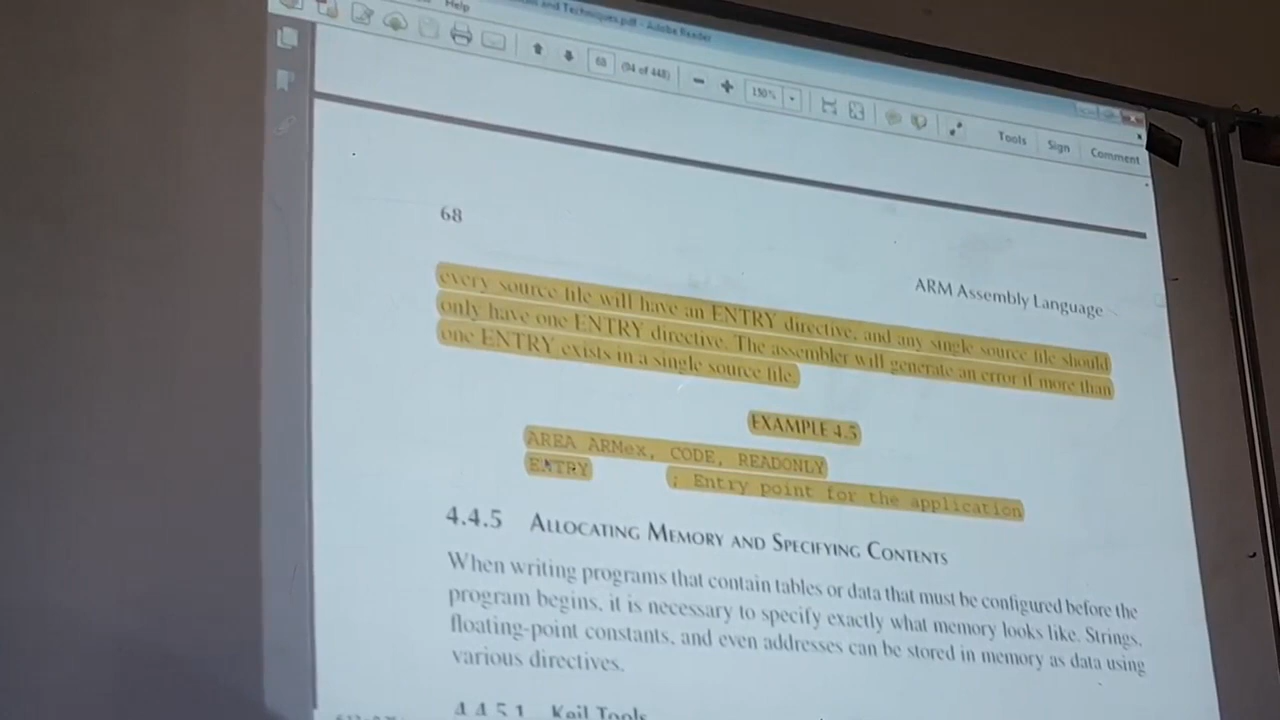 Help
and Techniques.pdf - Adobe Reader
68 (94 of 448) 150%
Tools Sign Comment
68
ARM Assembly Language
every source file will have an ENTRY directive, and any single source file should
only have one ENTRY directive. The assembler will generate an error if more than
one ENTRY exists in a single source file.
EXAMPLE 4.5
AREA ARMex, CODE, READONLY
ENTRY ; Entry point for the application
4.4.5 ALLOCATING MEMORY AND SPECIFYING CONTENTS
When writing programs that contain tables or data that must be configured before the
program begins, it is necessary to specify exactly what memory looks like. Strings,
floating-point constants, and even addresses can be stored in memory as data using
various directives.
4.4.5.1 Keil Tools